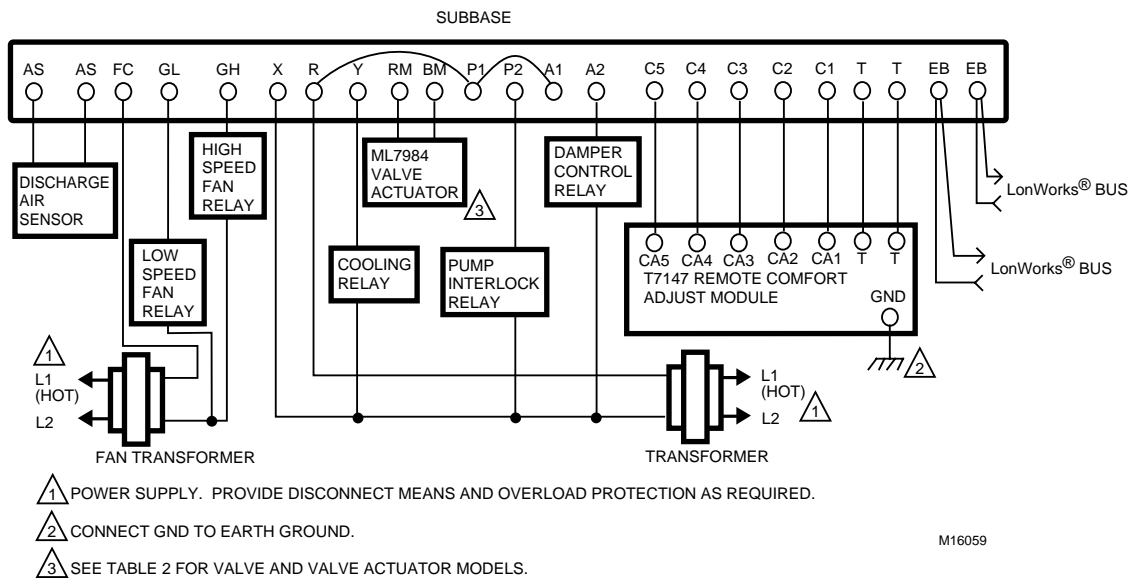 SUBBASE
AS AS FC GL GH X R Y RM BM P1 P2 A1 A2 C5 C4 C3 C2 C1 T T EB EB
DISCHARGE
AIR
SENSOR
LOW
SPEED
FAN
RELAY
HIGH
SPEED
FAN
RELAY
COOLING
RELAY
ML7984
VALVE
ACTUATOR
3
PUMP
INTERLOCK
RELAY
DAMPER
CONTROL
RELAY
CA5 CA4 CA3 CA2 CA1 T T
T7147 REMOTE COMFORT
ADJUST MODULE
GND
2
LonWorks® BUS
LonWorks® BUS
1
L1
(HOT)
L2
FAN TRANSFORMER
L1
(HOT)
L2
1
TRANSFORMER
1 POWER SUPPLY. PROVIDE DISCONNECT MEANS AND OVERLOAD PROTECTION AS REQUIRED.
2 CONNECT GND TO EARTH GROUND.
3 SEE TABLE 2 FOR VALVE AND VALVE ACTUATOR MODELS.
M16059